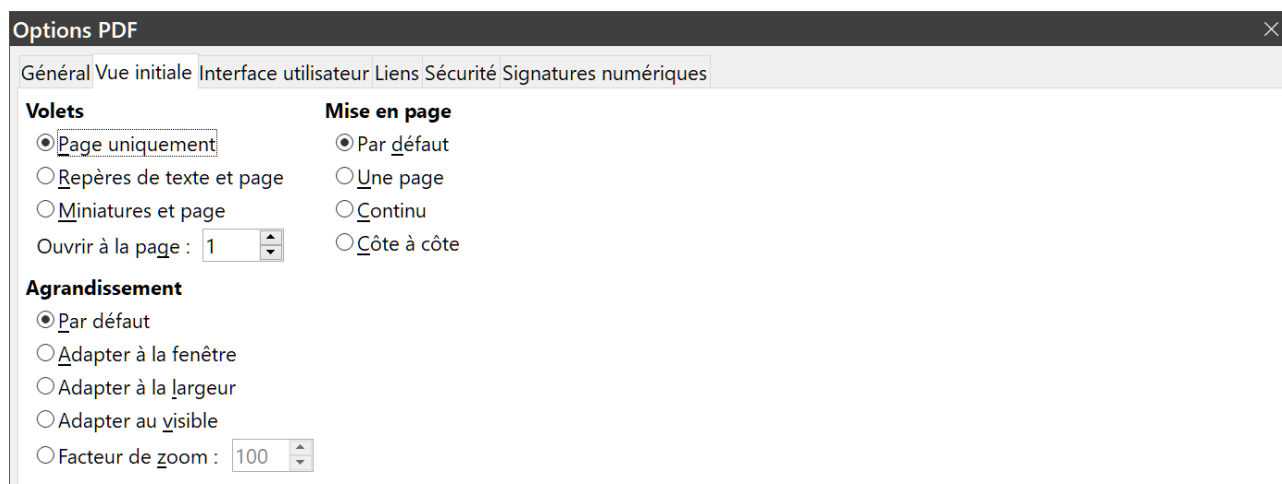 Options PDF
Général Vue initiale Interface utilisateur Liens Sécurité Signatures numériques
Volets
Page uniquement
Repères de texte et page
Miniatures et page
Ouvrir à la page : 1
Mise en page
Par défaut
Une page
Continu
Côte à côte
Agrandissement
Par défaut
Adapter à la fenêtre
Adapter à la largeur
Adapter au visible
Facteur de zoom : 100